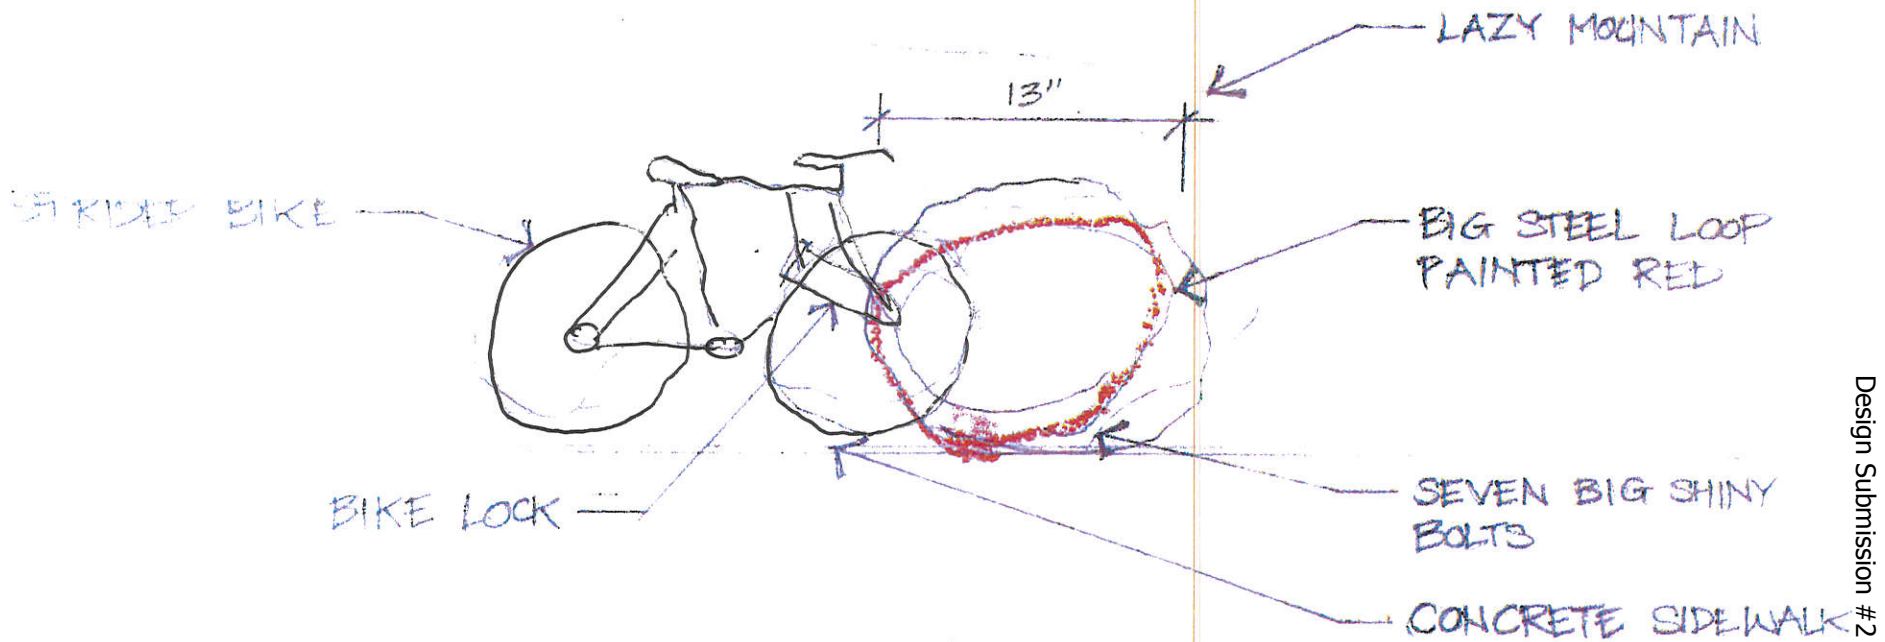 LAZY MOUNTAIN
13"
BIKE
BIG STEEL LOOP
PAINTED RED
BIKE LOCK
SEVEN BIG SHINY
BOLTS
CONCRETE SIDEWALK
Design Submission #2